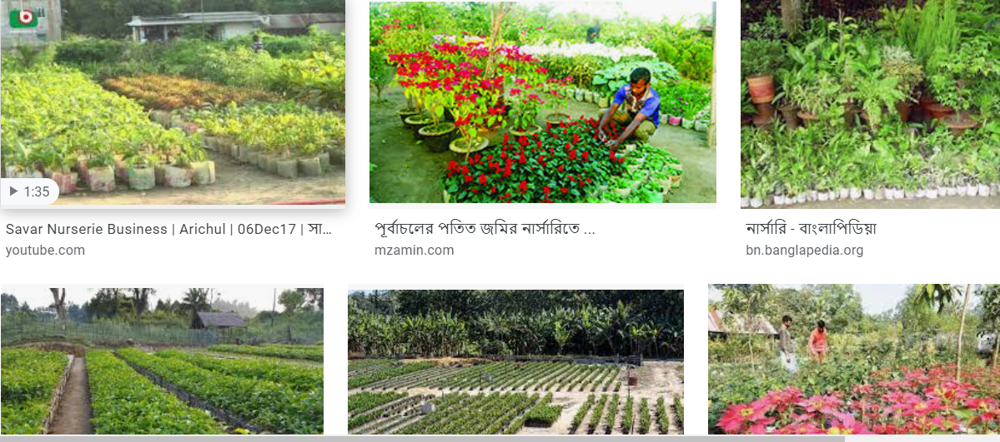 1:35
Savar Nurserie Business | Arichul | 06Dec17 | সা...
youtube.com
পূর্বাচলের পতিত জমির নার্সারিতে ...
mzamin.com
নার্সারি - বাংলাপিডিয়া
bn.banglapedia.org